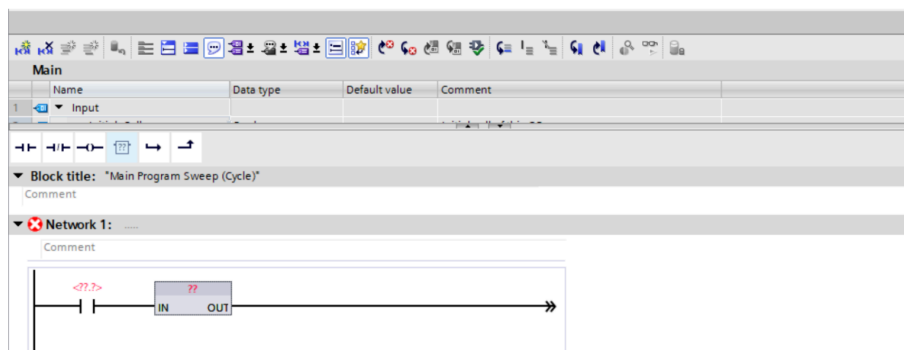 Main
Name Data type Default value Comment
1 Input
?? 
Block title: "Main Program Sweep (Cycle)"
Comment
Network 1: .....
Comment
<??.?> ??
IN OUT